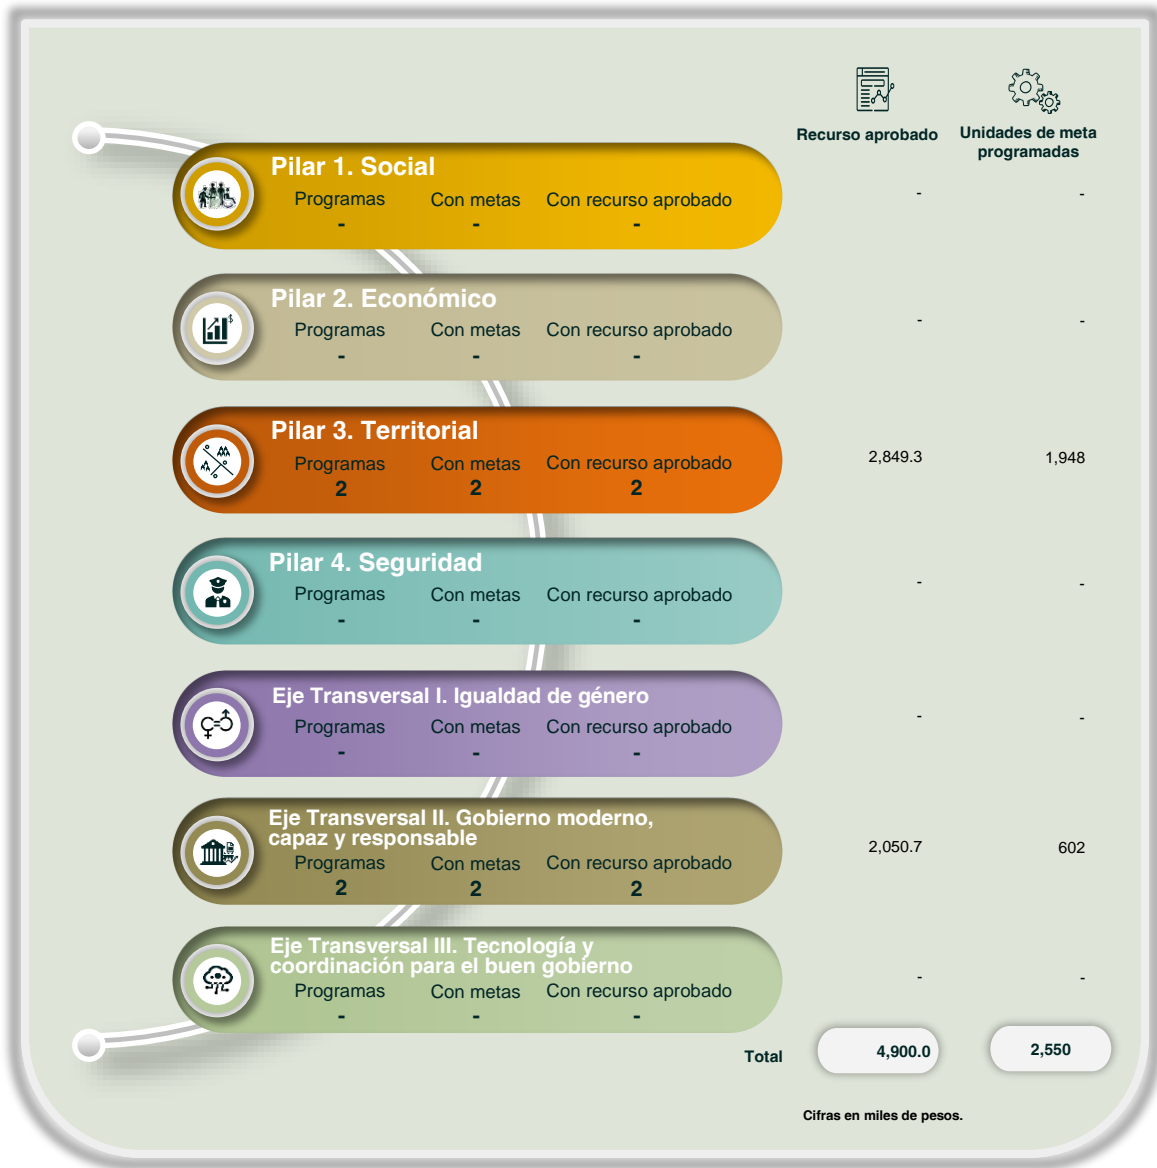 Recurso aprobado
Unidades de meta
programadas
Pilar 1. Social
Programas Con metas Con recurso aprobado
- - -
- -
Pilar 2. Económico
Programas Con metas Con recurso aprobado
- - -
- -
Pilar 3. Territorial
Programas Con metas Con recurso aprobado
2 2 2
2,849.3 1,948
Pilar 4. Seguridad
Programas Con metas Con recurso aprobado
- - -
- -
Eje Transversal I. Igualdad de género
Programas Con metas Con recurso aprobado
- - -
- -
Eje Transversal II. Gobierno moderno,
capaz y responsable
Programas Con metas Con recurso aprobado
2 2 2
2,050.7 602
Eje Transversal III. Tecnología y
coordinación para el buen gobierno
Programas Con metas Con recurso aprobado
- - -
- -
Total 4,900.0 2,550
Cifras en miles de pesos.